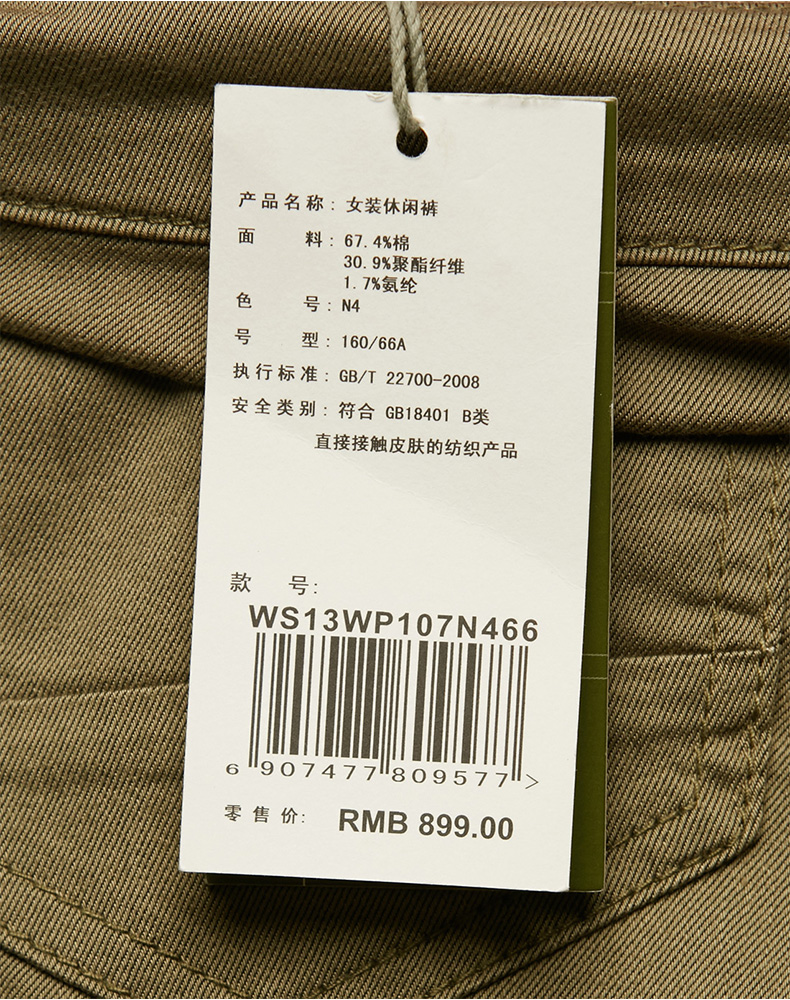 产品名称: 女装休闲裤
面 料: 67.4%棉
30.9%聚酯纤维
1.7%氨纶
色 号: N4
号 型: 160/66A
执行标准: GB/T 22700-2008
安全类别: 符合 GB18401 B类
直接接触皮肤的纺织产品
款 号:
WS13WP107N466
6 907477 809577 >
零售价: RMB 899.00